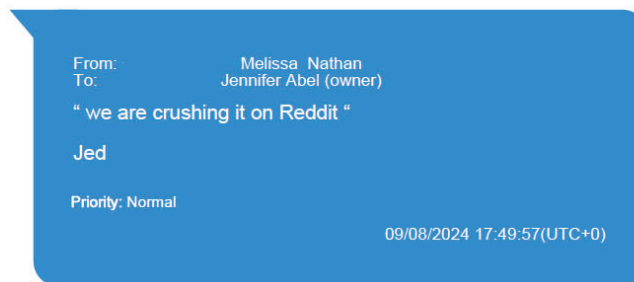 From: Melissa Nathan
To: Jennifer Abel (owner)
“ we are crushing it on Reddit “
Jed
Priority: Normal
09/08/2024 17:49:57(UTC+0)